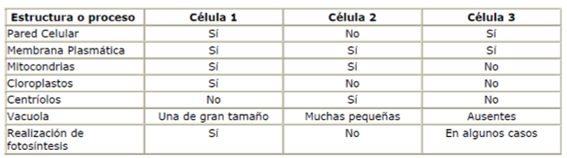 Estructura o proceso Célula 1 Célula 2 Célula 3
Pared Celular Sí No Sí
Membrana Plasmática Sí Sí Sí
Mitocondrias Sí Sí No
Cloroplastos Sí No No
Centríolos No Sí No
Vacuola Una de gran tamaño Muchas pequeñas Ausentes
Realización de fotosíntesis Sí No En algunos casos